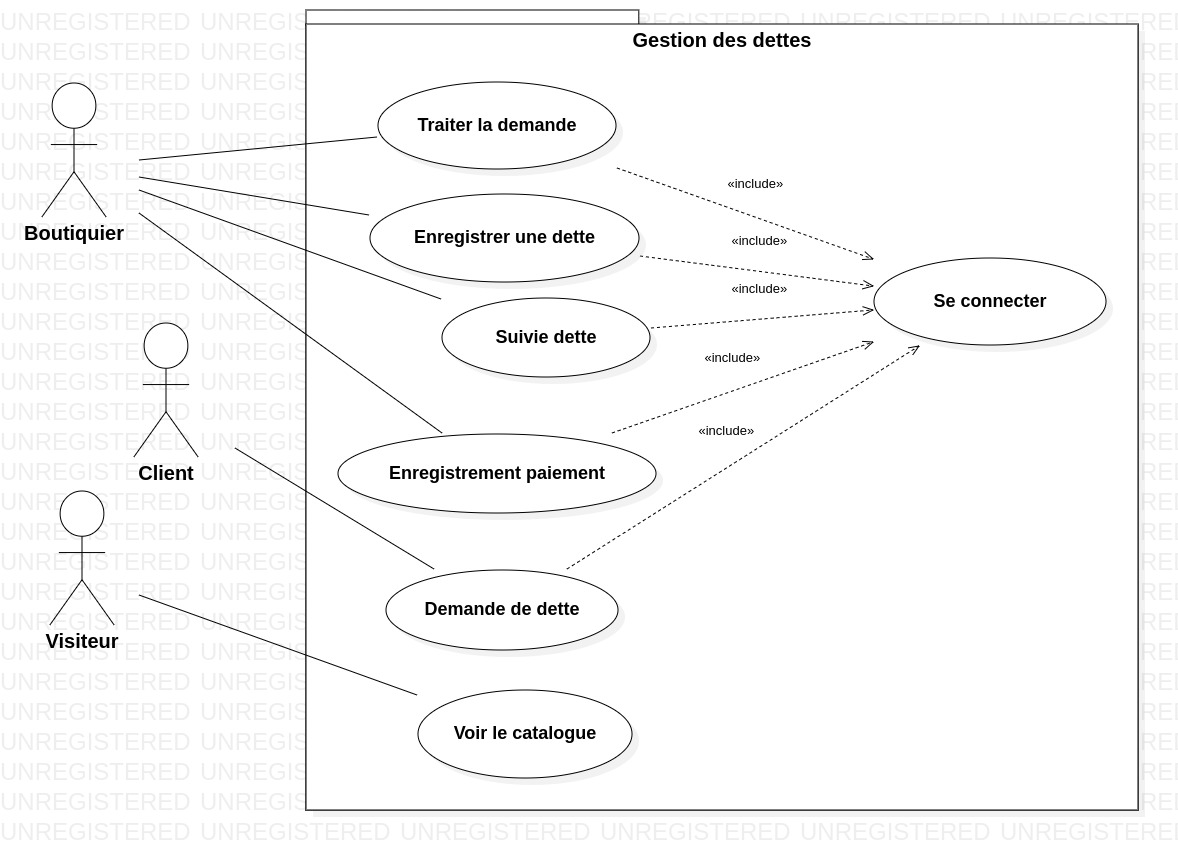 Gestion des dettes
Traiter la demande
«include»
Boutiquier
Enregistrer une dette
«include»
«include»
Se connecter
Suivie dette
«include»
«include»
Client
Enregistrement paiement
Demande de dette
Visiteur
Voir le catalogue
UNREGISTERED UNREGISTERED UNREGISTERED UNREGISTERED UNREGISTERED